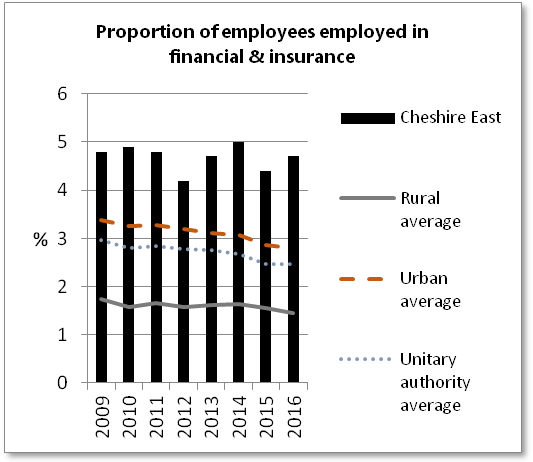 Proportion of employees employed in
financial & insurance
6
5
4
3
2
1
0
%
2009
2010
2011
2012
2013
2014
2015
2016
Cheshire East
Rural
average
Urban
average
Unitary
authority
average